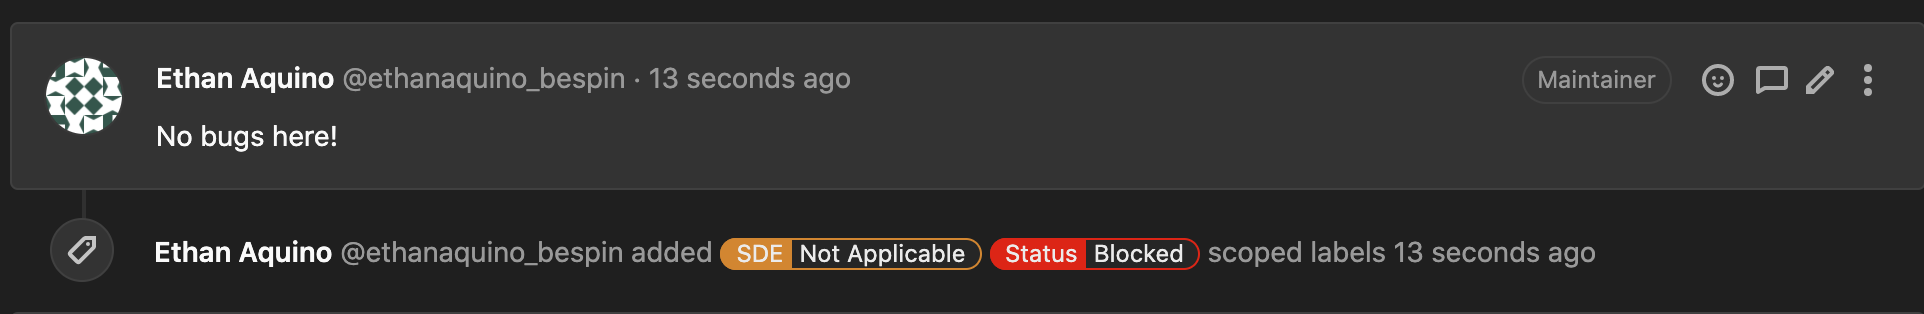 Ethan Aquino @ethanaquino_bespin · 13 seconds ago Maintainer
No bugs here!
Ethan Aquino @ethanaquino_bespin added SDE Not Applicable Status Blocked scoped labels 13 seconds ago